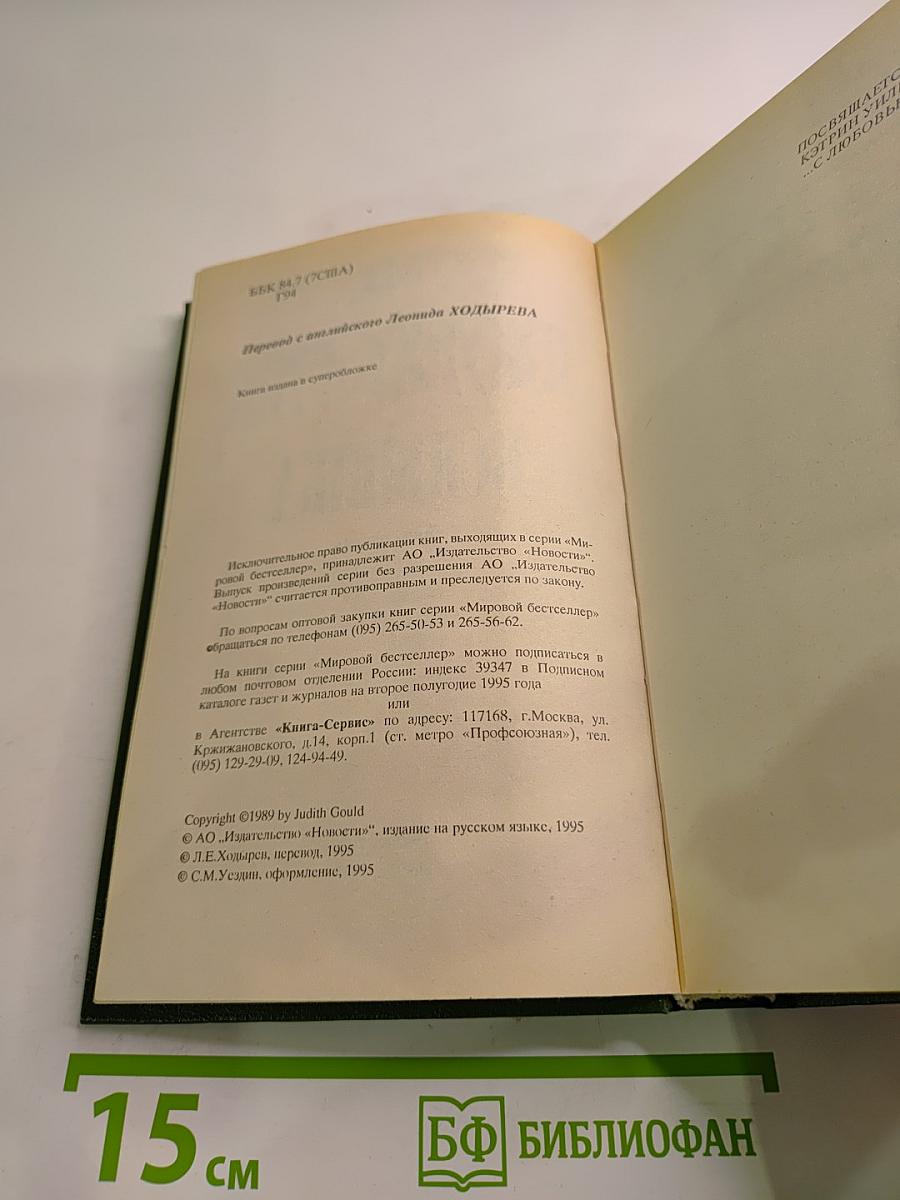 ББК 84.7 (7США)
Г94
Перевод с английского Леонида ХОДЫРЕВА
Книга издана в суперобложке
Исключительное право публикации книг, выходящих в серии «Ми-
ровой бестселлер», принадлежит АО „Издательство «Новости»“.
Выпуск произведений серии без разрешения АО „Издательство
«Новости»“ считается противоправным и преследуется по закону.
По вопросам оптовой закупки книг серии «Мировой бестселлер»
обращаться по телефонам (095) 265-50-53 и 265-56-62.
На книги серии «Мировой бестселлер» можно подписаться в
любом почтовом отделении России: индекс 39347 в Подписном
каталоге газет и журналов на второе полугодие 1995 года
или
в Агентстве «Книга-Сервис» по адресу: 117168, г.Москва, ул.
Кржижановского, д.14, корп.1 (ст. метро «Профсоюзная»), тел.
(095) 129-29-09, 124-94-49.
Copyright ©1989 by Judith Gould
© АО „Издательство «Новости»“, издание на русском языке, 1995
© Л.Е.Ходырев, перевод, 1995
© С.М.Уездин, оформление, 1995
КЭТРИН
...С
15 см
БФ БИБЛИОФАН